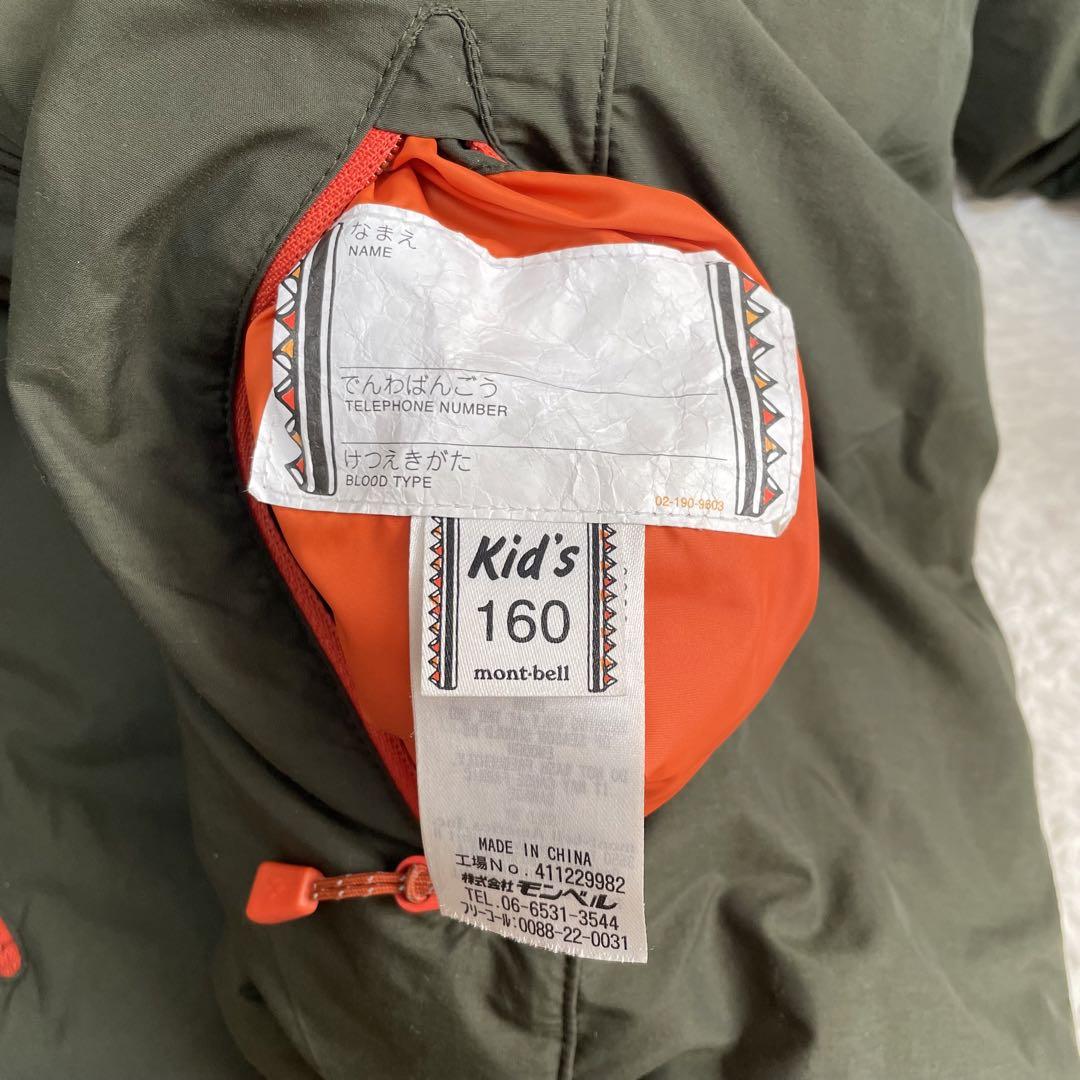 なまえ
NAME
でんわばんごう
TELEPHONE NUMBER
けつえきがた
BLOOD TYPE
02-190-9603
Kid's
160
mont·bell
MADE IN CHINA
工場No.411229982
株式会社モンベル
TEL.06-6531-3544
フリーコール:0088-22-0031